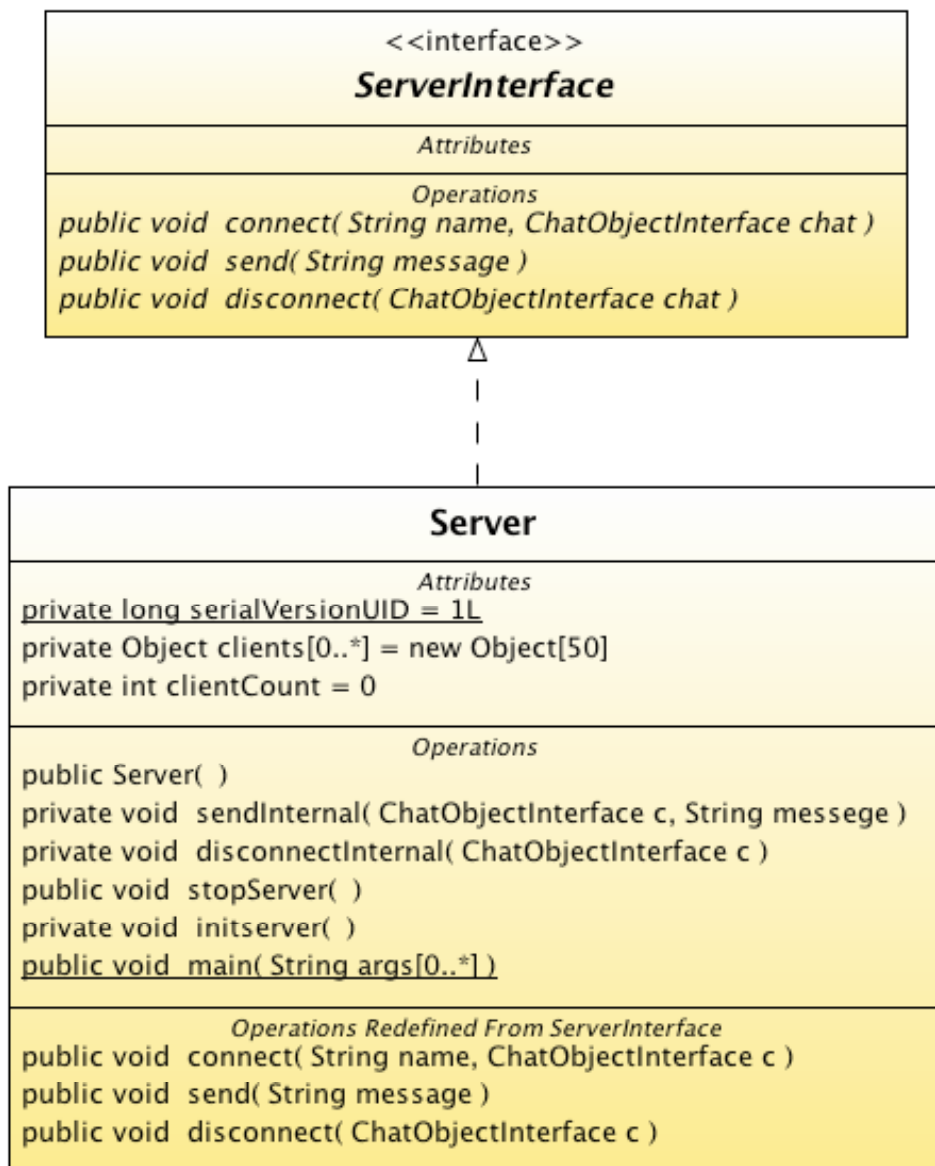 <<interface>>
ServerInterface
Attributes
Operations
public void connect( String name, ChatObjectInterface chat )
public void send( String message )
public void disconnect( ChatObjectInterface chat )
Server
Attributes
private long serialVersionUID = 1L
private Object clients[0..*] = new Object[50]
private int clientCount = 0
Operations
public Server( )
private void sendInternal( ChatObjectInterface c, String messege )
private void disconnectInternal( ChatObjectInterface c )
public void stopServer( )
private void initserver( )
public void main( String args[0..*] )
Operations Redefined From ServerInterface
public void connect( String name, ChatObjectInterface c )
public void send( String message )
public void disconnect( ChatObjectInterface c )